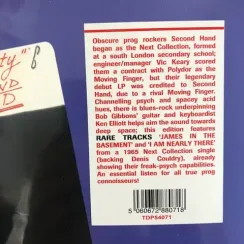 Obscure prog rockers Second Hand
began as the Next Collection, formed
at a south London secondary school;
engineer/manager Vic Keary scored
them a contract with Polydor as the
Moving Finger, but their legendary
debut LP was credited to Second
Hand, due to a rival Moving Finger.
Channelling psych and spacey acid
hues, there is blues-rock underpinning
Bob Gibbons' guitar and keyboardist
Ken Elliott helps aim the sound towards
deep space; this edition features
RARE TRACKS 'JAMES IN THE
BASEMENT' and 'I AM NEARLY THERE'
from a 1965 Next Collection single
(backing Denis Couldry), already
showing their freak-psych capabilities.
An essential listen for all true prog
connoisseurs!
5 060672 880718
TDP54071
ty"
ND
D